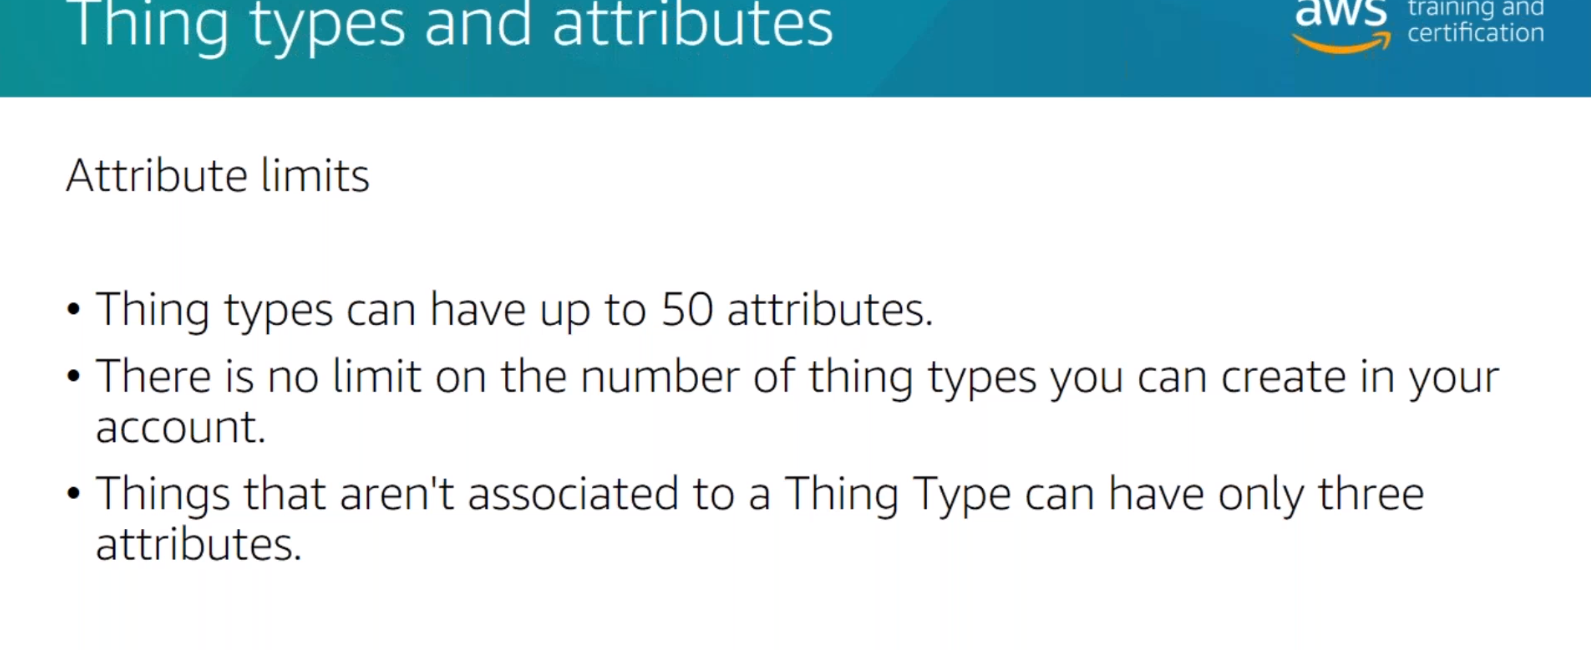 Thing types and attributes
aws training and
certification
Attribute limits
• Thing types can have up to 50 attributes.
• There is no limit on the number of thing types you can create in your
account.
• Things that aren't associated to a Thing Type can have only three
attributes.